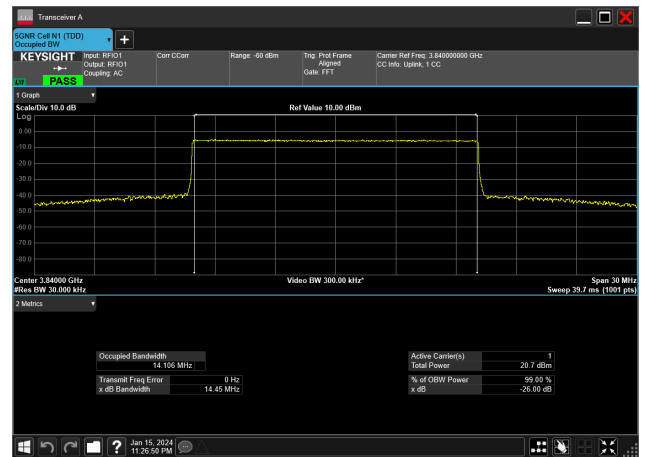 Transceiver A
5GNR Cell N1 (TDD)
Occupied BW
KEYSIGHT
LXI
PASS
Input: RFIO1
Output: RFIO1
Coupling: AC
Corr CCorr
Range: -60 dBm
Trig: Prot Frame
Aligned
Gate: FFT
Carrier Ref Freq: 3.840000000 GHz
CC Info: Uplink, 1 CC
1 Graph
Scale/Div 10.0 dB
Ref Value 10.00 dBm
Log
0.00
-10.0
-20.0
-30.0
-40.0
-50.0
-60.0
-70.0
-80.0
Center 3.84000 GHz
Video BW 300.00 kHz*
Span 30 MHz
#Res BW 30.000 kHz
Sweep 39.7 ms (1001 pts)
2 Metrics
Occupied Bandwidth
14.106 MHz
Transmit Freq Error 0 Hz
x dB Bandwidth 14.45 MHz
Active Carrier(s) 1
Total Power 20.7 dBm
% of OBW Power 99.00 %
x dB -26.00 dB
Jan 15, 2024
11:26:50 PM